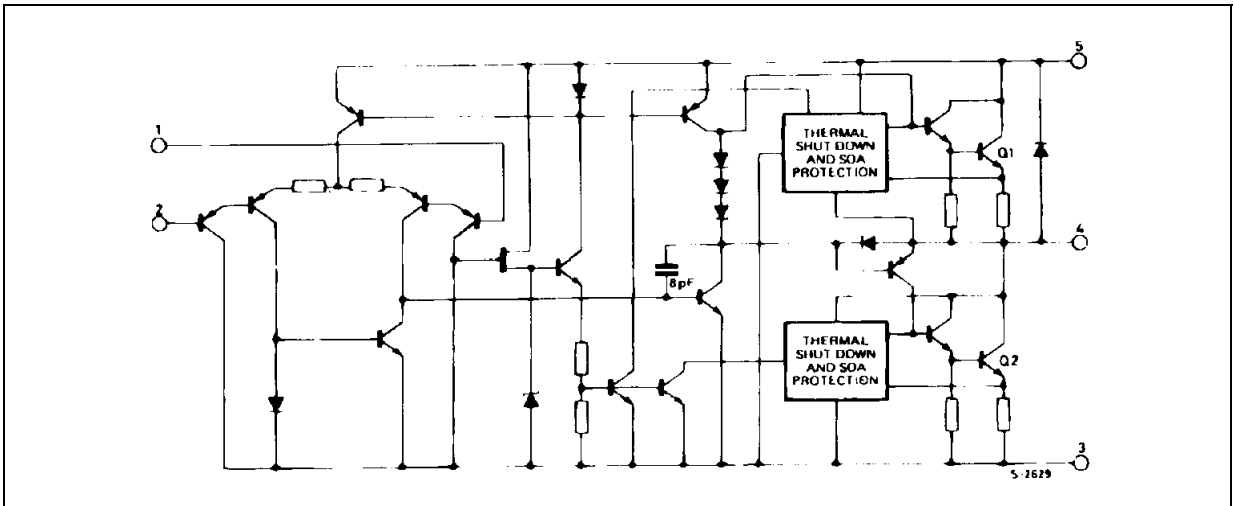 5
1
THERMAL
SHUT DOWN
AND SOA
PROTECTION
Q1
2
4
8pF
THERMAL
SHUT DOWN
AND SOA
PROTECTION
Q2
3
S-2629